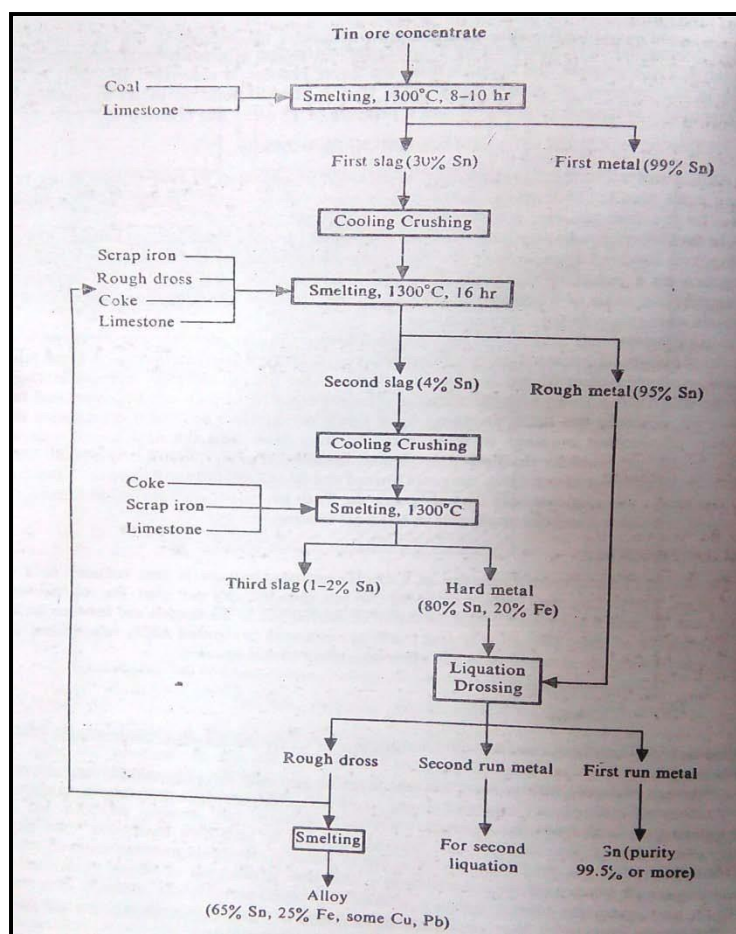 Tin ore concentrate
Coal
Limestone
Smelting, 1300°C, 8-10 hr
First slag (30% Sn)
First metal (99% Sn)
Cooling Crushing
Scrap iron
Rough dross
Coke
Limestone
Smelting, 1300°C, 16 hr
Second slag (4% Sn)
Rough metal (95% Sn)
Cooling Crushing
Coke
Scrap iron
Limestone
Smelting, 1300°C
Third slag (1-2% Sn)
Hard metal
(80% Sn, 20% Fe)
Liquation
Drossing
Rough dross
Second run metal
First run metal
Smelting
For second
liquation
Sn (purity
99.5% or more)
Alloy
(65% Sn, 25% Fe, some Cu, Pb)